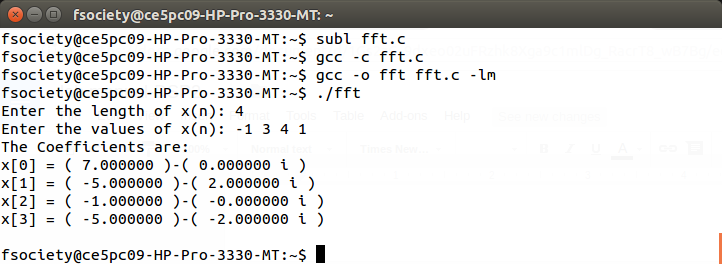 fsociety@ce5pc09-HP-Pro-3330-MT: ~
fsociety@ce5pc09-HP-Pro-3330-MT:~$ subl fft.c
fsociety@ce5pc09-HP-Pro-3330-MT:~$ gcc -c fft.c
fsociety@ce5pc09-HP-Pro-3330-MT:~$ gcc -o fft fft.c -lm
fsociety@ce5pc09-HP-Pro-3330-MT:~$ ./fft
Enter the length of x(n): 4
Enter the values of x(n): -1 3 4 1
The Coefficients are:
x[0] = ( 7.000000 )-( 0.000000 i )
x[1] = ( -5.000000 )-( 2.000000 i )
x[2] = ( -1.000000 )-( -0.000000 i )
x[3] = ( -5.000000 )-( -2.000000 i )
fsociety@ce5pc09-HP-Pro-3330-MT:~$